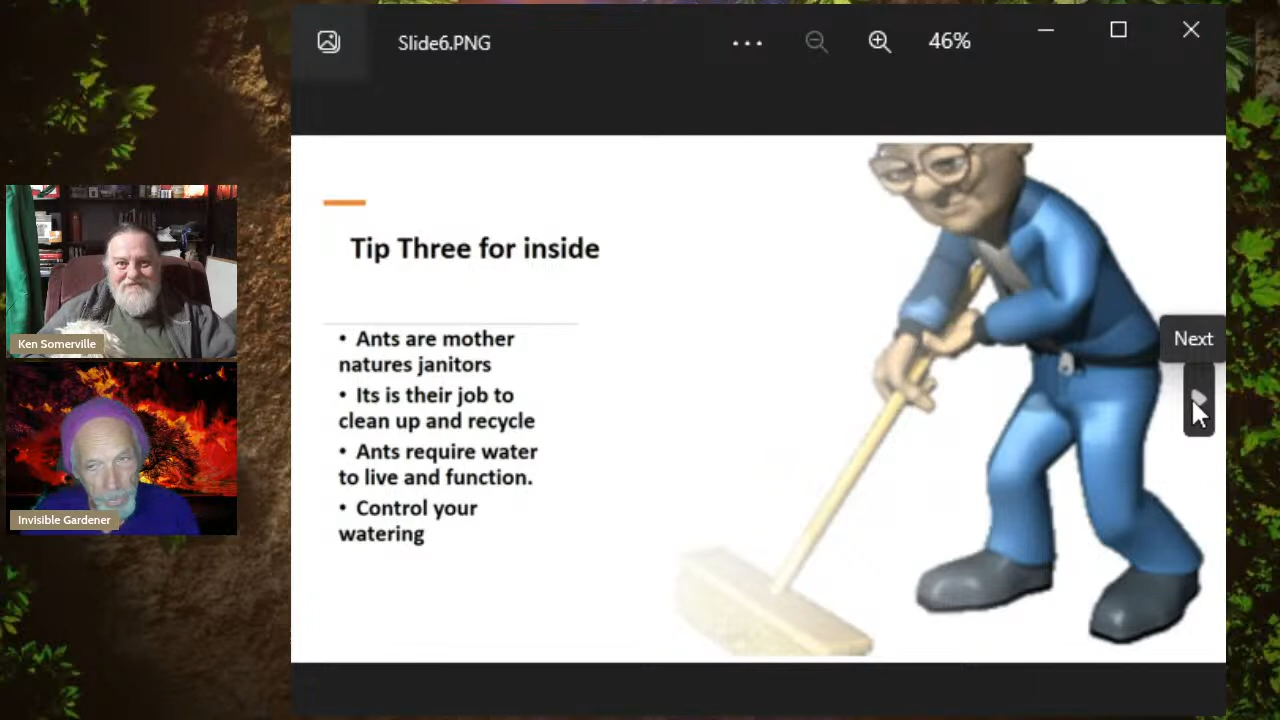 Slide6.PNG
46%
Tip Three for inside
• Ants are mother
natures janitors
• Its is their job to
clean up and recycle
• Ants require water
to live and function.
• Control your
watering
Next
Ken Somerville
Invisible Gardener